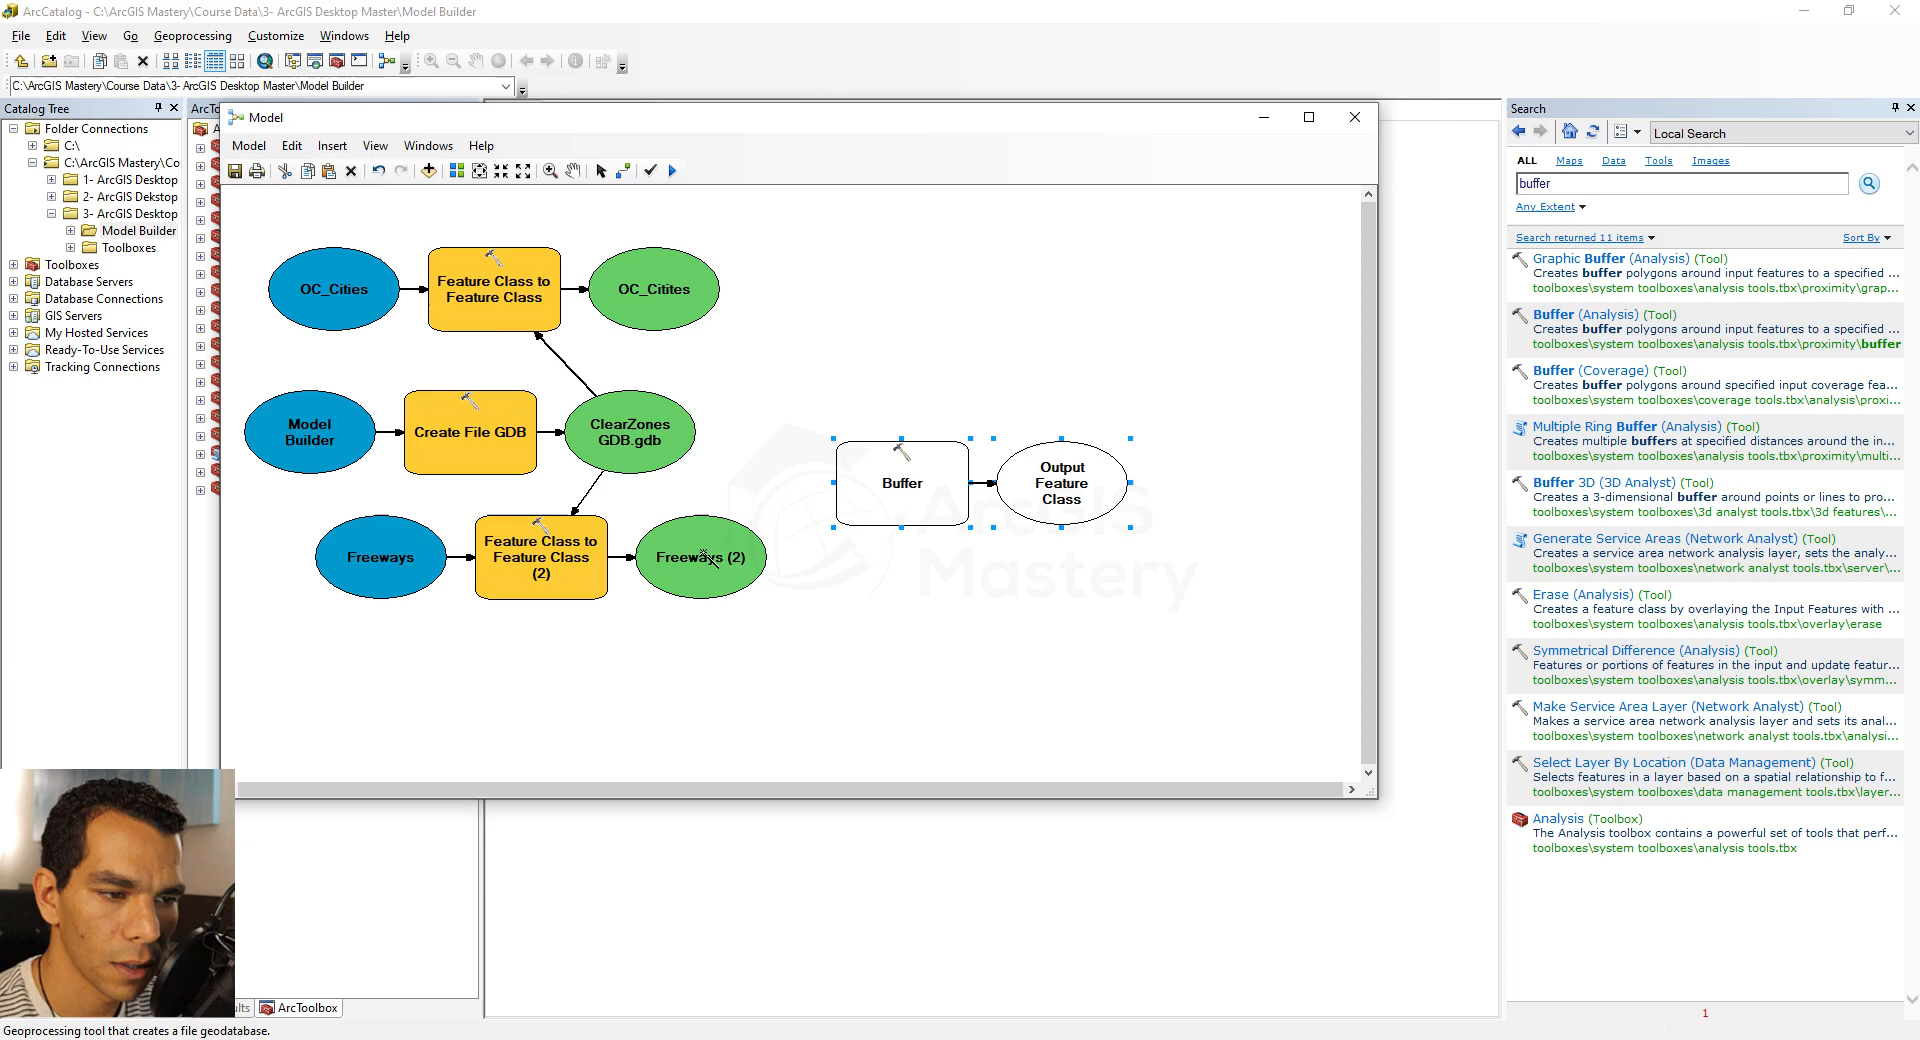 ArcCatalog - C:\ArcGIS Mastery\Course Data\3- ArcGIS Desktop Master\Model Builder
File Edit View Go Geoprocessing Customize Windows Help
C:\ArcGIS Mastery\Course Data\3- ArcGIS Desktop Master\Model Builder
Catalog Tree
Folder Connections
C:\
C:\ArcGIS Mastery\Co
1- ArcGIS Desktop
2- ArcGIS Dekstop
3- ArcGIS Desktop
Model Builder
Toolboxes
Toolboxes
Database Servers
Database Connections
GIS Servers
My Hosted Services
Ready-To-Use Services
Tracking Connections
ArcTo
A
Model
Model Edit Insert View Windows Help
OC_Cities
Feature Class to
Feature Class
OC_Citites
Model
Builder
Create File GDB
ClearZones
GDB.gdb
Buffer
Output
Feature
Class
Freeways
Feature Class to
Feature Class
(2)
Freeways (2)
ArcGIS
Mastery
Search
Local Search
ALL Maps Data Tools Images
buffer
Any Extent
Search returned 11 items Sort By
Graphic Buffer (Analysis) (Tool)
Creates buffer polygons around input features to a specified ...
toolboxes\system toolboxes\analysis tools.tbx\proximity\grap...
Buffer (Analysis) (Tool)
Creates buffer polygons around input features to a specified ...
toolboxes\system toolboxes\analysis tools.tbx\proximity\buffer
Buffer (Coverage) (Tool)
Creates buffer polygons around specified input coverage fea...
toolboxes\system toolboxes\coverage tools.tbx\analysis\proxi...
Multiple Ring Buffer (Analysis) (Tool)
Creates multiple buffers at specified distances around the in...
toolboxes\system toolboxes\analysis tools.tbx\proximity\multi...
Buffer 3D (3D Analyst) (Tool)
Creates a 3-dimensional buffer around points or lines to pro...
toolboxes\system toolboxes\3d analyst tools.tbx\3d features\...
Generate Service Areas (Network Analyst) (Tool)
Creates a service area network analysis layer, sets the analy...
toolboxes\system toolboxes\network analyst tools.tbx\server\...
Erase (Analysis) (Tool)
Creates a feature class by overlaying the Input Features with ...
toolboxes\system toolboxes\analysis tools.tbx\overlay\erase
Symmetrical Difference (Analysis) (Tool)
Features or portions of features in the input and update featur...
toolboxes\system toolboxes\analysis tools.tbx\overlay\symm...
Make Service Area Layer (Network Analyst) (Tool)
Makes a service area network analysis layer and sets its anal...
toolboxes\system toolboxes\network analyst tools.tbx\analysi...
Select Layer By Location (Data Management) (Tool)
Selects features in a layer based on a spatial relationship to f...
toolboxes\system toolboxes\data management tools.tbx\layer...
Analysis (Toolbox)
The Analysis toolbox contains a powerful set of tools that perf...
toolboxes\system toolboxes\analysis tools.tbx
1
ults ArcToolbox
Geoprocessing tool that creates a file geodatabase.